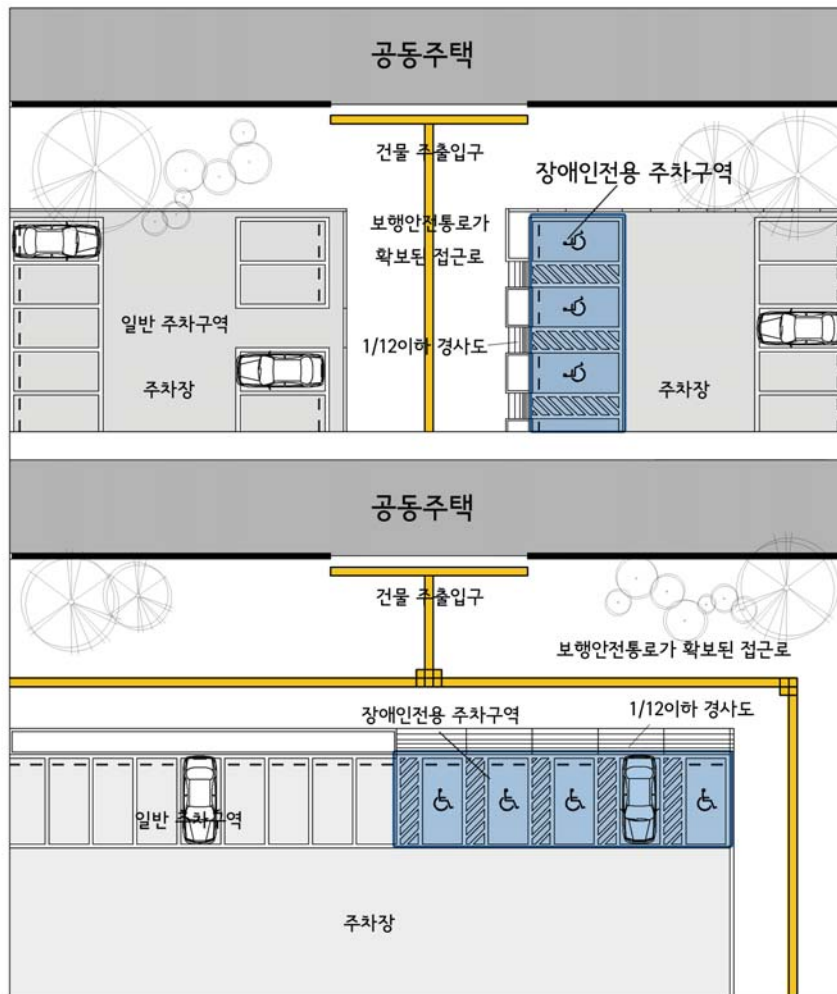 공동주택
건물 주출입구
장애인전용 주차구역
보행안전통로가
확보된 접근로
일반 주차구역
1/12이하 경사도
주차장
주차장
공동주택
건물 주출입구
보행안전통로가 확보된 접근로
장애인전용 주차구역
1/12이하 경사도
일반 주차구역
주차장